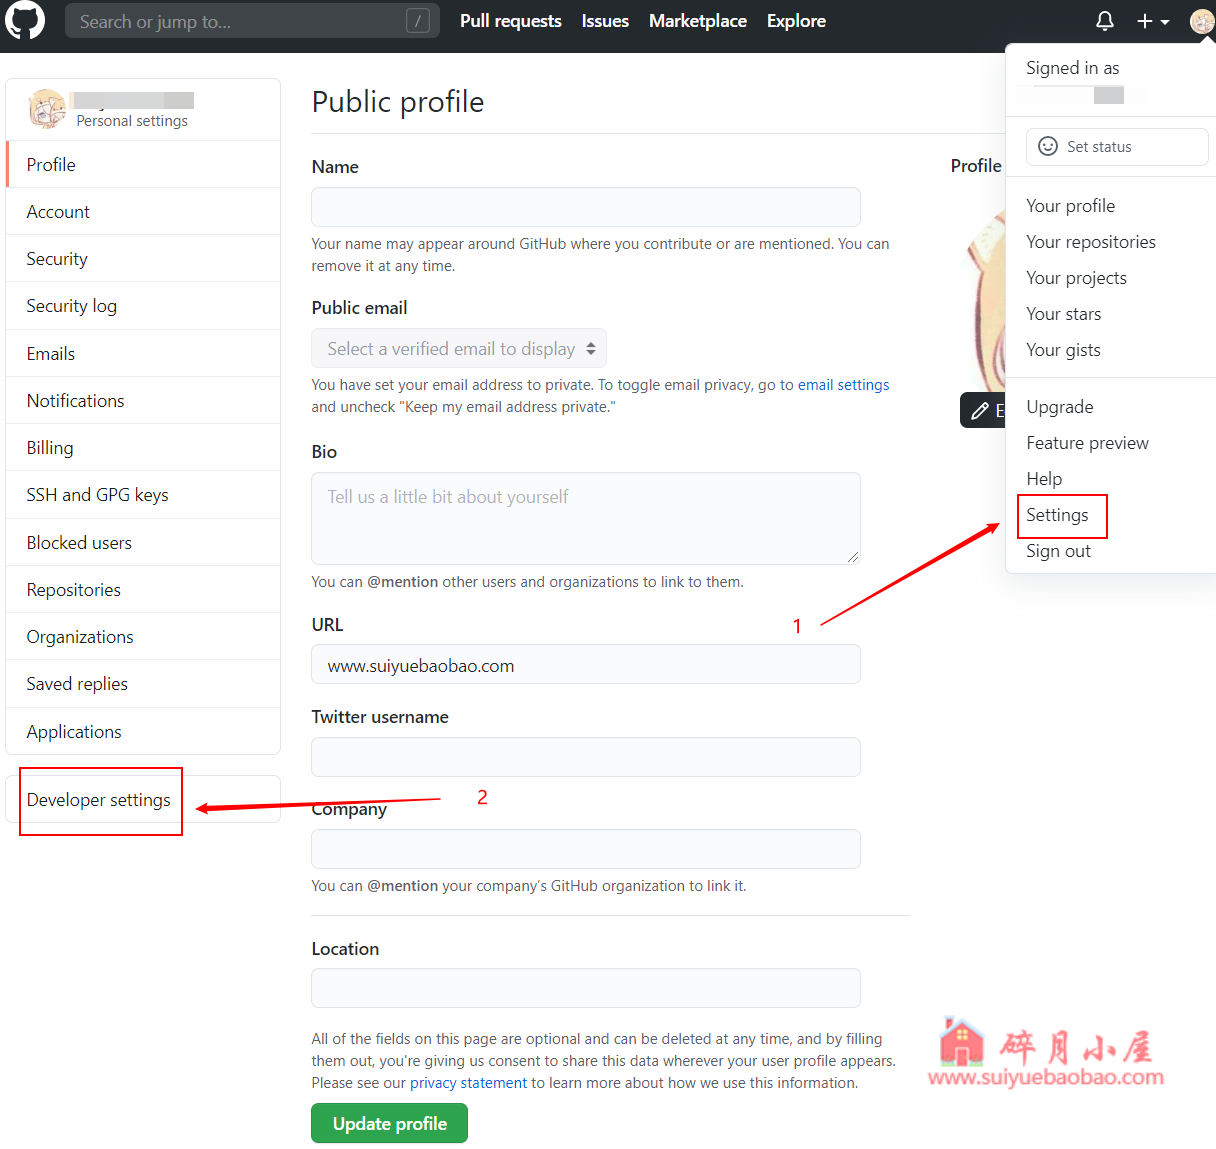 Search or jump to...
/
Pull requests
Issues
Marketplace
Explore
Signed in as
Set status
Your profile
Your repositories
Your projects
Your stars
Your gists
Upgrade
Feature preview
Help
Settings
Sign out
Personal settings
Profile
Account
Security
Security log
Emails
Notifications
Billing
SSH and GPG keys
Blocked users
Repositories
Organizations
Saved replies
Applications
Developer settings
Public profile
Name
Your name may appear around GitHub where you contribute or are mentioned. You can
remove it at any time.
Public email
Select a verified email to display
You have set your email address to private. To toggle email privacy, go to email settings
and uncheck "Keep my email address private."
Bio
Tell us a little bit about yourself
You can @mention other users and organizations to link to them.
URL
www.suiyuebaobao.com
Twitter username
Company
You can @mention your company's GitHub organization to link it.
Location
All of the fields on this page are optional and can be deleted at any time, and by filling
them out, you're giving us consent to share this data wherever your user profile appears.
Please see our privacy statement to learn more about how we use this information.
Update profile
Profile
E
1
2
碎月小屋
www.suiyuebaobao.com